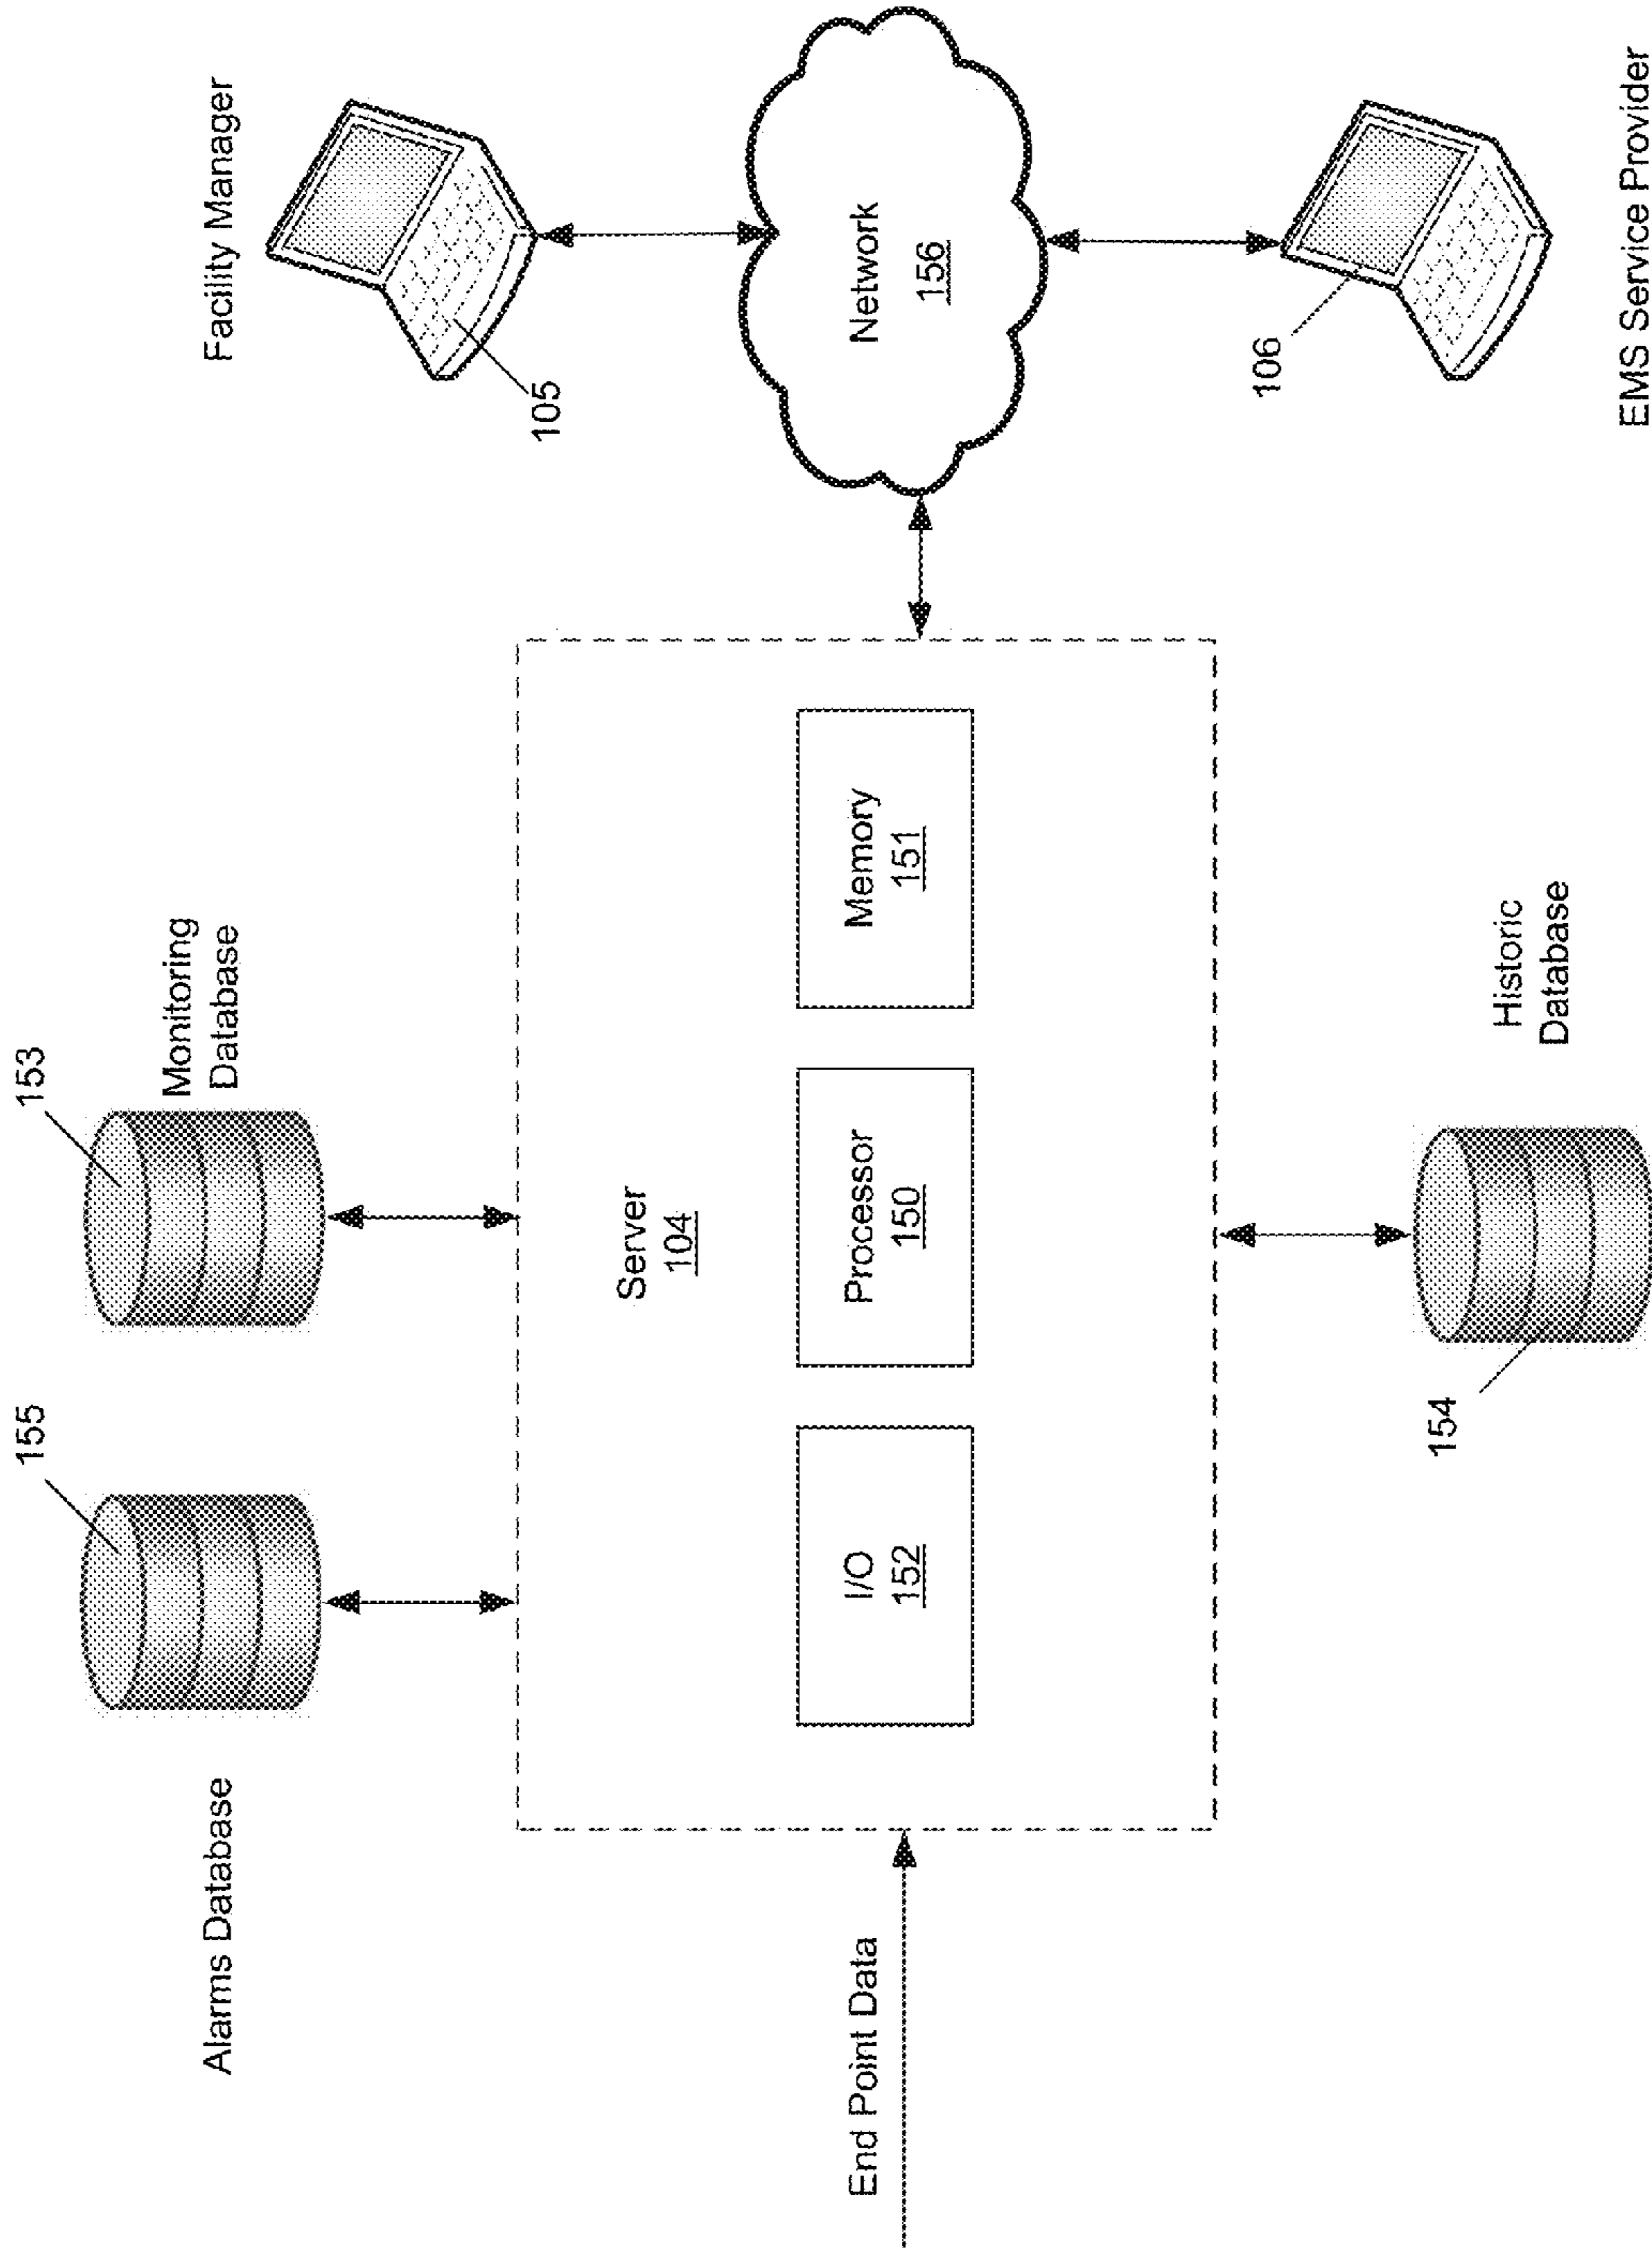 155
153
Alarms Database
Monitoring
Database
Facility Manager
105
Server
104
End Point Data
I/O
152
Processor
150
Memory
151
Network
156
106
154
Historic
Database
EMS Service Provider